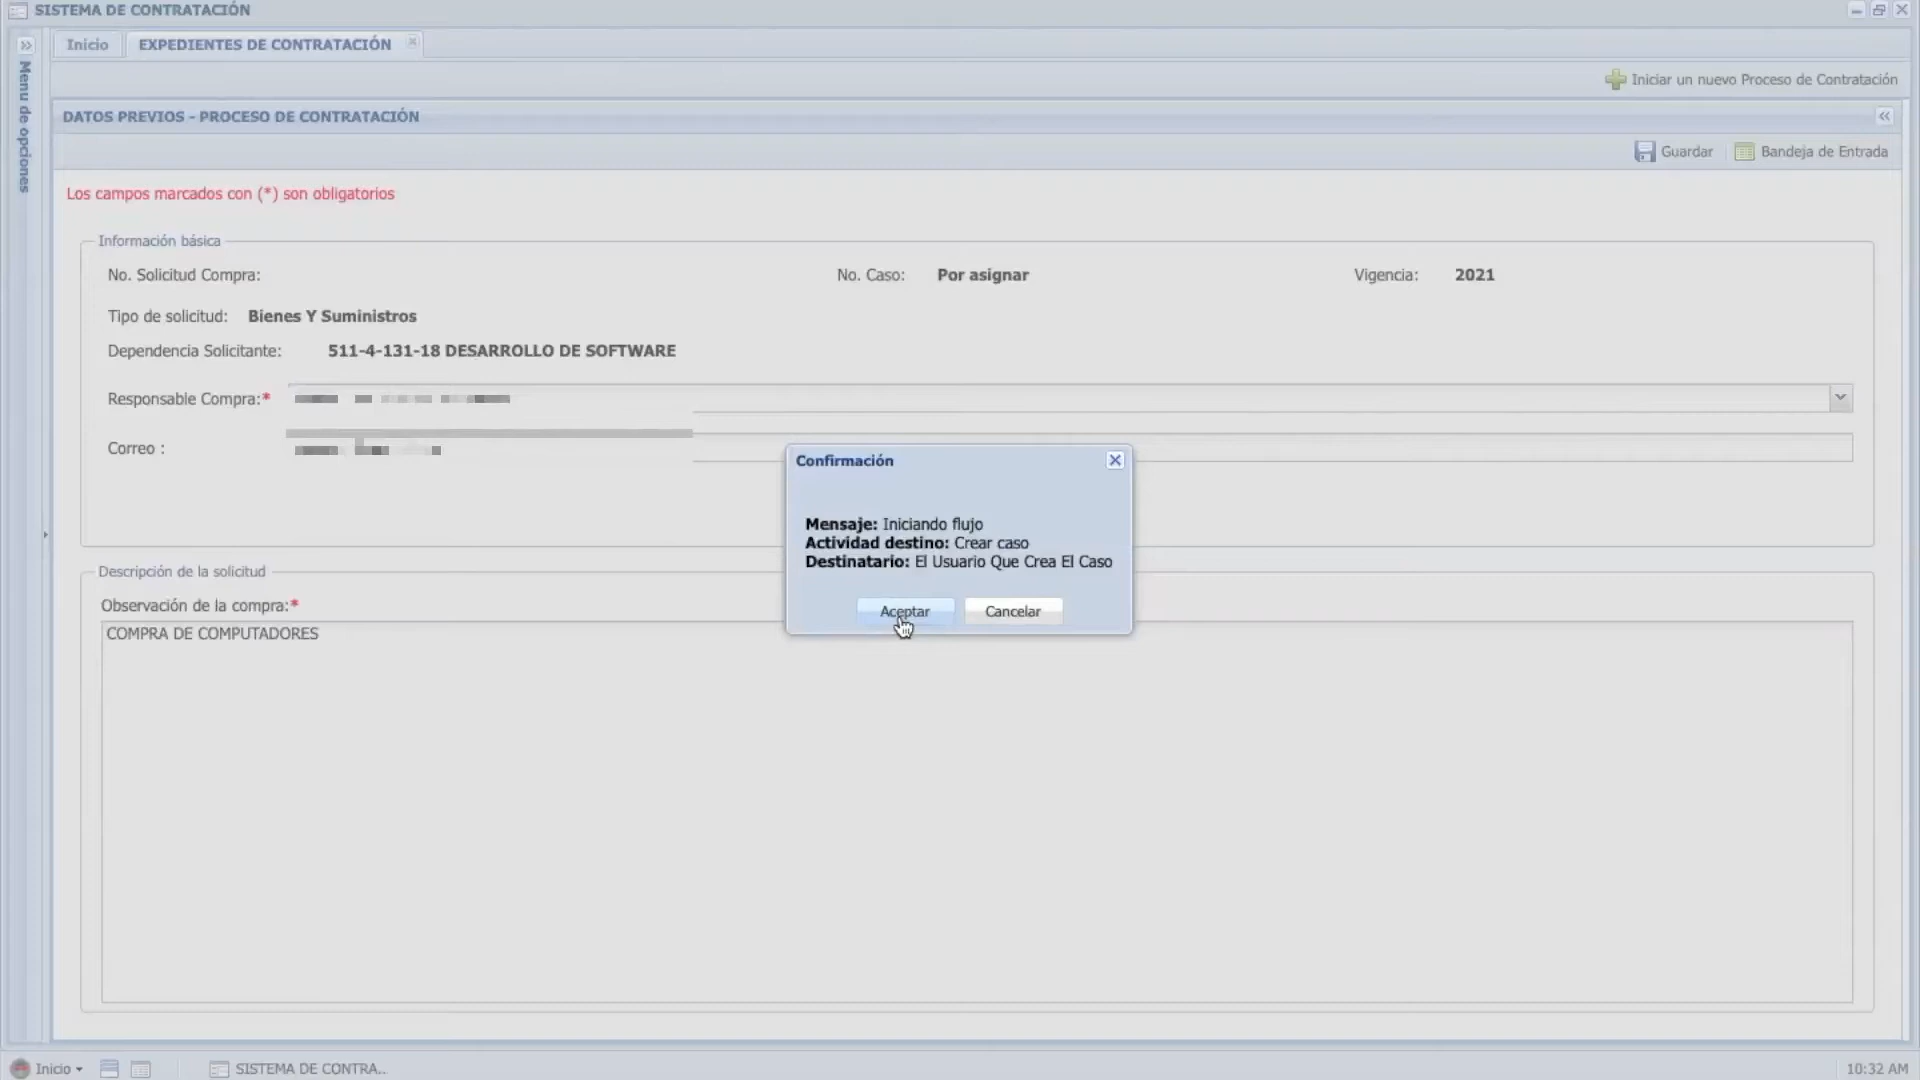 SISTEMA DE CONTRATACIÓN
Inicio
EXPEDIENTES DE CONTRATACIÓN
Menu de opciones
Iniciar un nuevo Proceso de Contratación
DATOS PREVIOS - PROCESO DE CONTRATACIÓN
Guardar
Bandeja de Entrada
Los campos marcados con (*) son obligatorios
Información básica
No. Solicitud Compra:
No. Caso: Por asignar
Vigencia: 2021
Tipo de solicitud: Bienes Y Suministros
Dependencia Solicitante: 511-4-131-18 DESARROLLO DE SOFTWARE
Responsable Compra:*
Correo :
Confirmación
Mensaje: Iniciando flujo
Actividad destino: Crear caso
Destinatario: El Usuario Que Crea El Caso
Aceptar
Cancelar
Descripción de la solicitud
Observación de la compra:*
COMPRA DE COMPUTADORES
Inicio
SISTEMA DE CONTRA...
10:32 AM